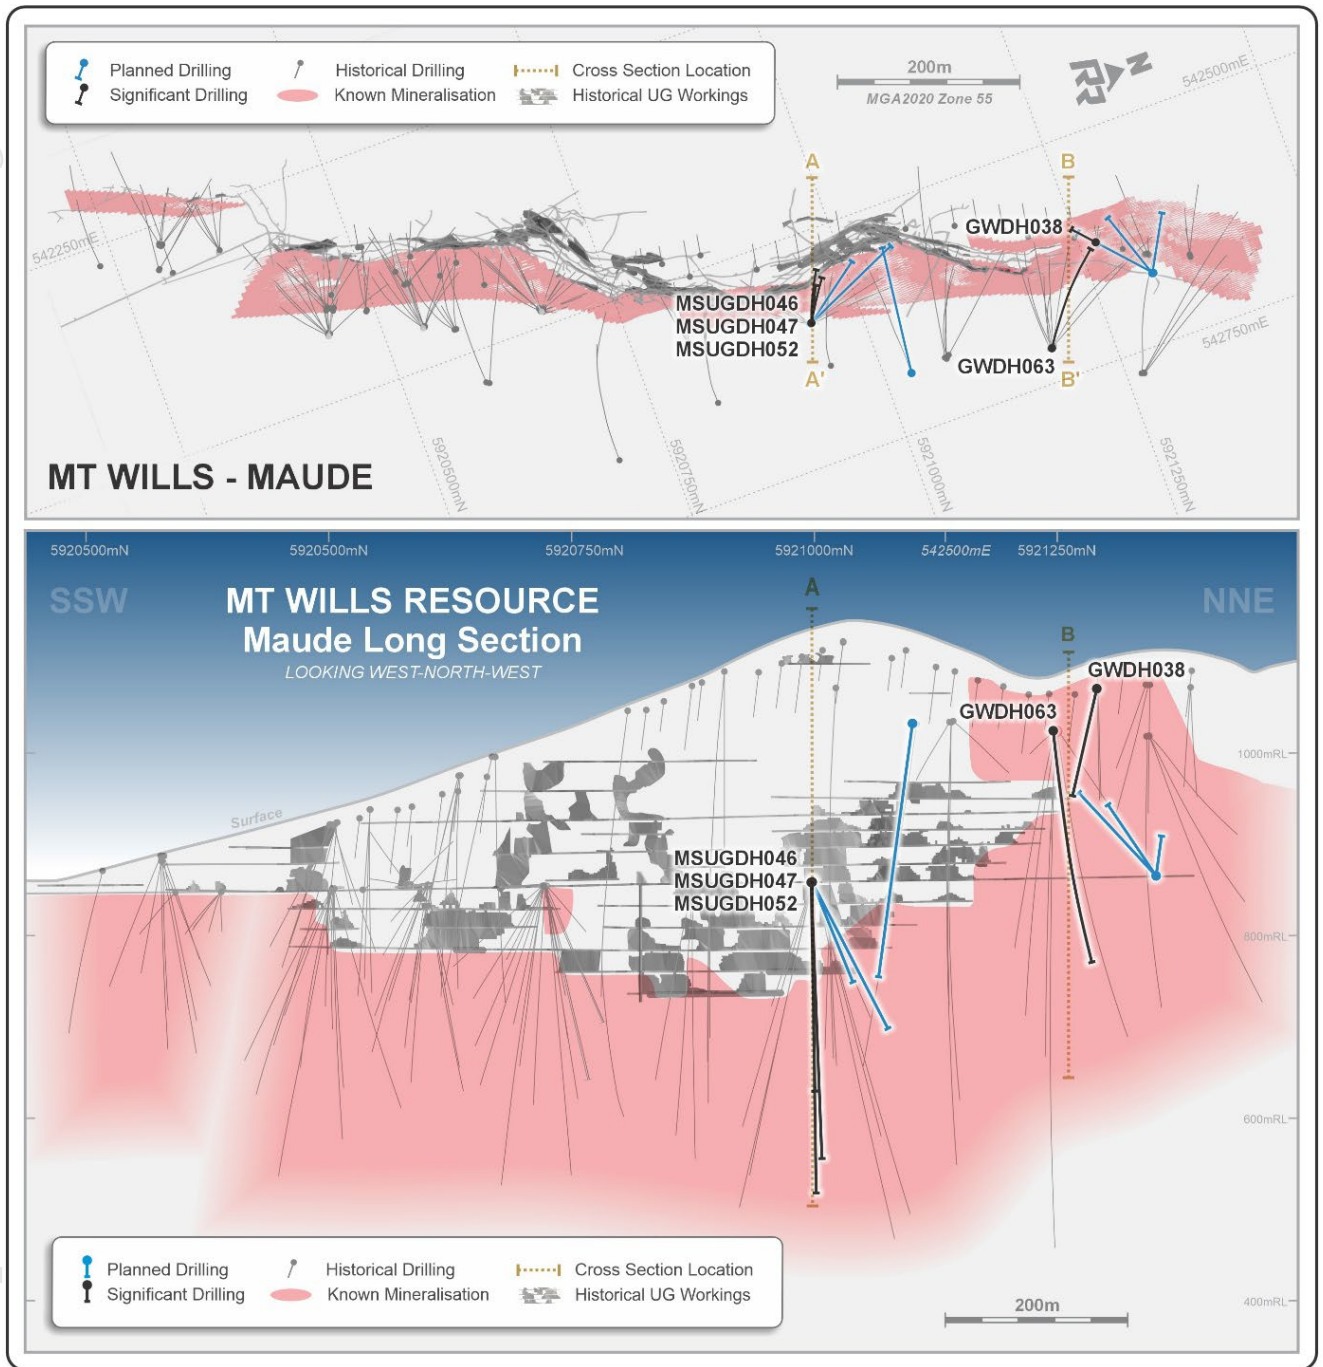 Planned Drilling
Historical Drilling
Cross Section Location
Significant Drilling
Known Mineralisation
Historical UG Workings
200m
MGA2020 Zone 55
N
542500mE
A
B
GWDH038
542250mE
MSUGDH046
MSUGDH047
MSUGDH052
542750mE
GWDH063
A'
B'
5920500mN
5920750mN
5921000mN
5921250mN
MT WILLS - MAUDE
5920500mN
5920500mN
5920750mN
5921000mN
542500mE
5921250mN
SSW
MT WILLS RESOURCE
NNE
Maude Long Section
LOOKING WEST-NORTH-WEST
A
B
GWDH038
GWDH063
1000mRL
Surface
MSUGDH046
MSUGDH047
MSUGDH052
800mRL
600mRL
Planned Drilling
Historical Drilling
Cross Section Location
Significant Drilling
Known Mineralisation
Historical UG Workings
200m
400mRL
A
B